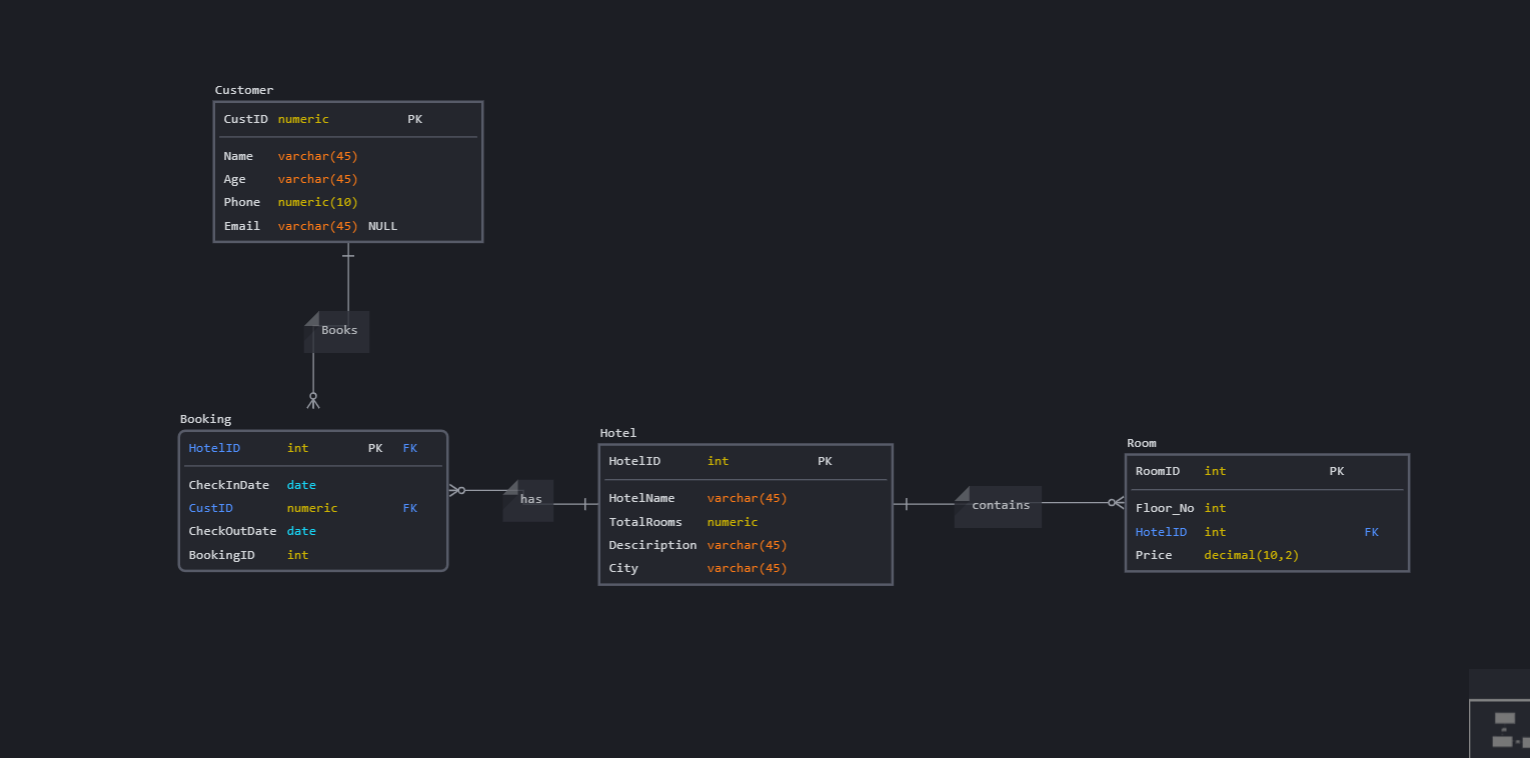 Customer
CustID numeric PK
Name varchar(45)
Age varchar(45)
Phone numeric(10)
Email varchar(45) NULL
Books
Booking
HotelID int PK FK
CheckInDate date
CustID numeric FK
CheckOutDate date
BookingID int
has
Hotel
HotelID int PK
HotelName varchar(45)
TotalRooms numeric
Desciription varchar(45)
City varchar(45)
contains
Room
RoomID int PK
Floor_No int
HotelID int FK
Price decimal(10,2)